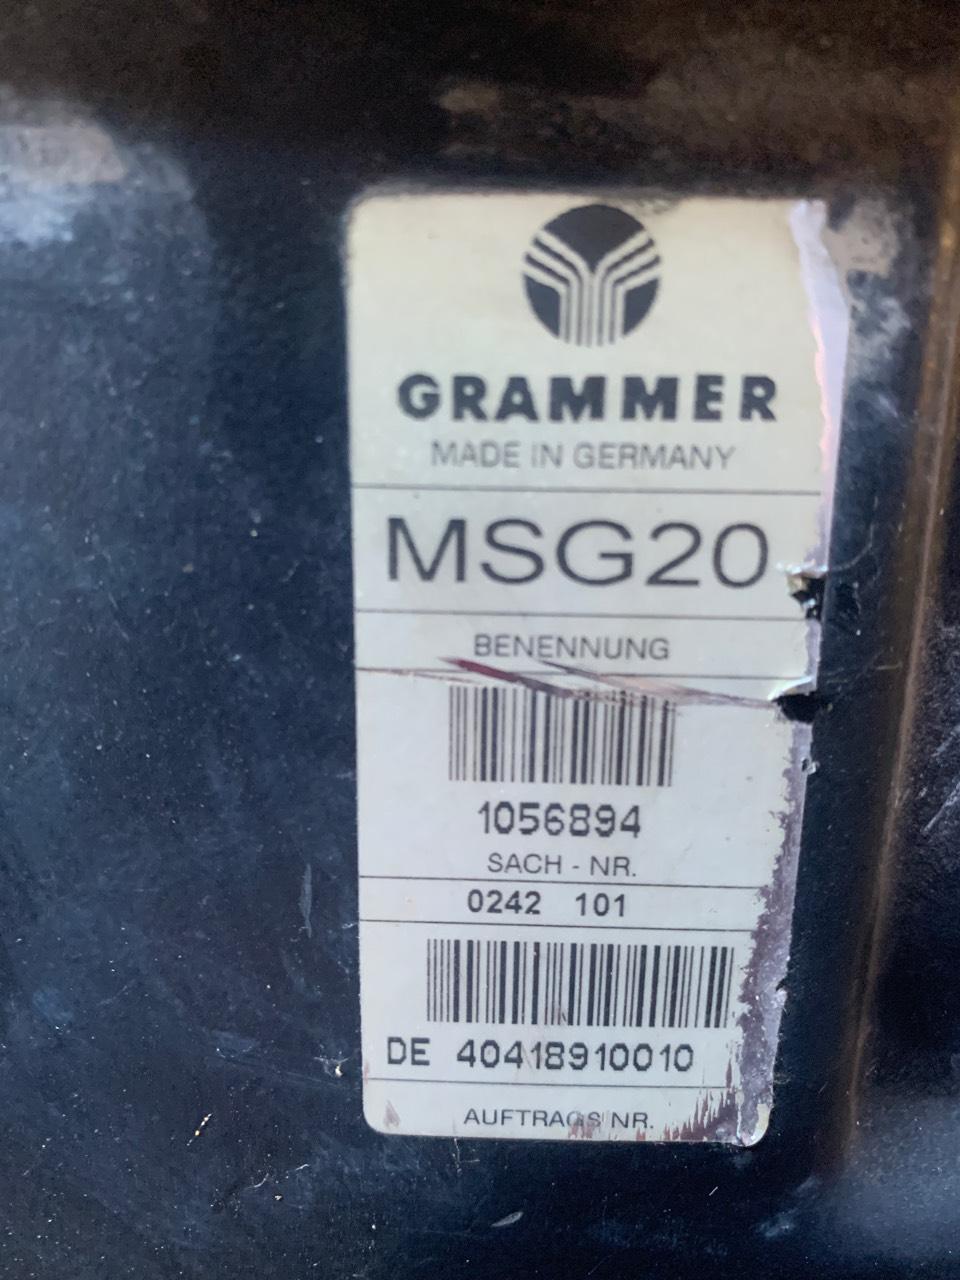 GRAMMER
MADE IN GERMANY
MSG20
BENENNUNG
1056894
SACH - NR.
0242 101
DE 40418910010
AUFTRAGS NR.